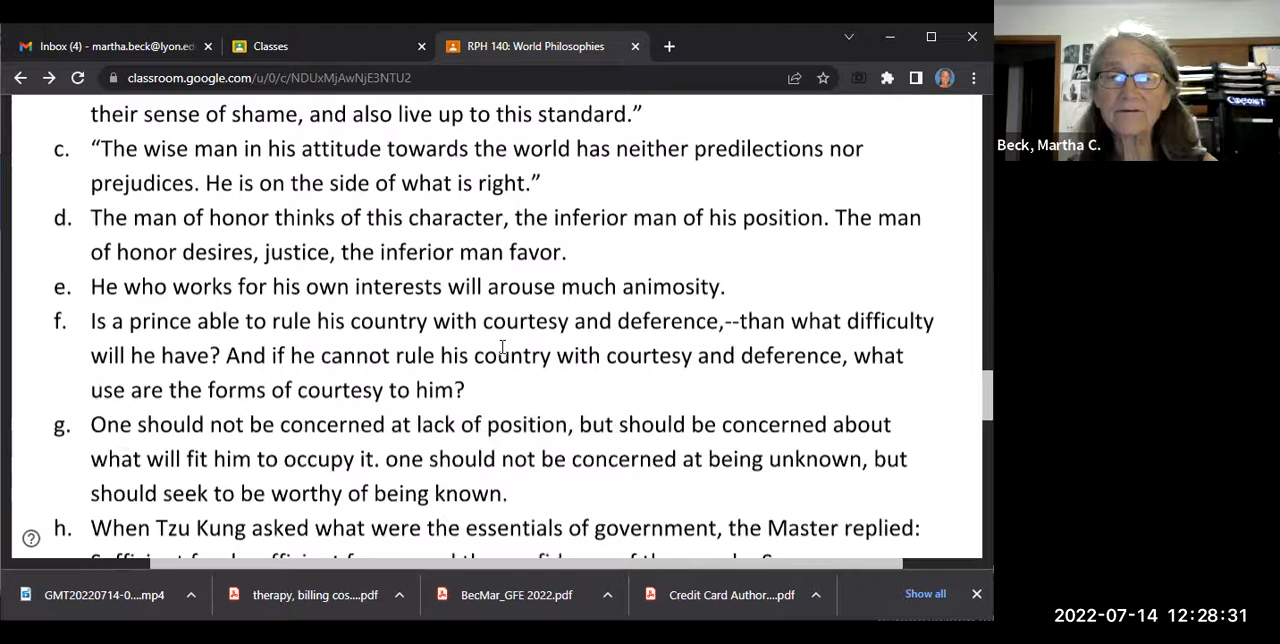 Inbox (4) - martha.beck@lyon.ed
Classes
RPH 140: World Philosophies
classroom.google.com/u/0/c/NDUxMjAwNjE3NTU2
their sense of shame, and also live up to this standard.”
c. “The wise man in his attitude towards the world has neither predilections nor
prejudices. He is on the side of what is right.”
d. The man of honor thinks of this character, the inferior man of his position. The man
of honor desires, justice, the inferior man favor.
e. He who works for his own interests will arouse much animosity.
f. Is a prince able to rule his country with courtesy and deference,--than what difficulty
will he have? And if he cannot rule his country with courtesy and deference, what
use are the forms of courtesy to him?
g. One should not be concerned at lack of position, but should be concerned about
what will fit him to occupy it. one should not be concerned at being unknown, but
should seek to be worthy of being known.
h. When Tzu Kung asked what were the essentials of government, the Master replied:
Beck, Martha C.
GMT20220714-0....mp4
therapy, billing cos....pdf
BecMar_GFE 2022.pdf
Credit Card Author....pdf
Show all
2022-07-14 12:28:31